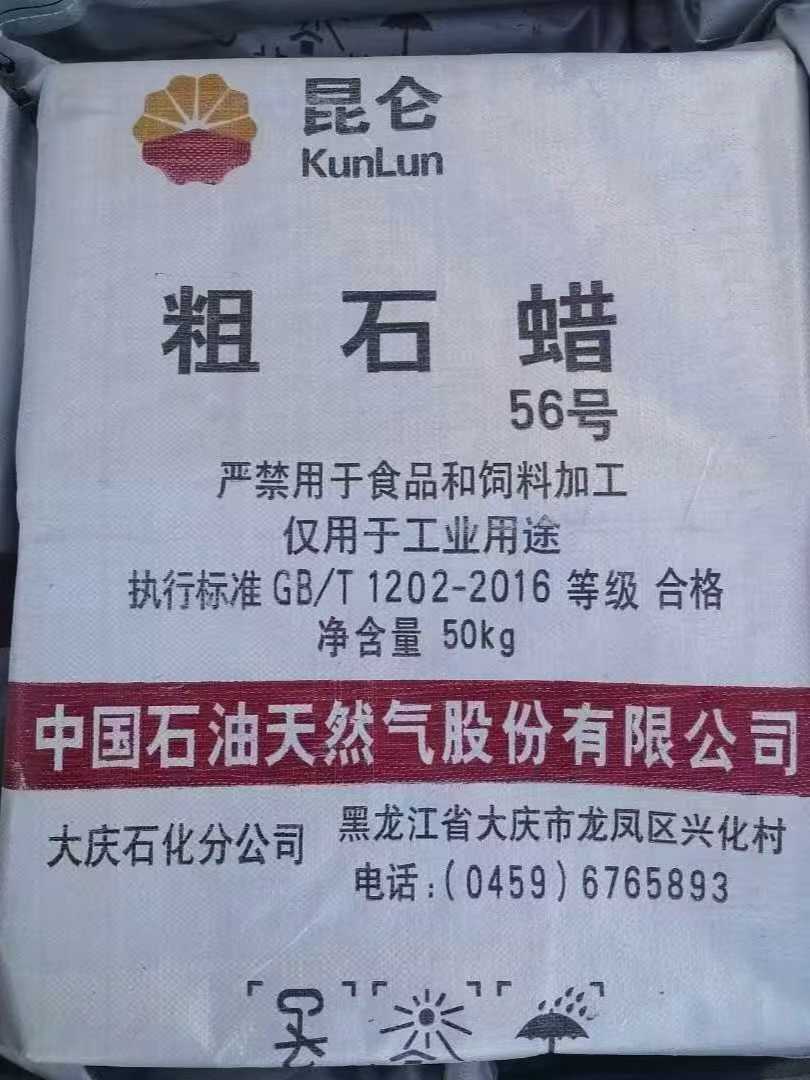 昆仑
KunLun
粗石蜡
56号
严禁用于食品和饲料加工
仅用于工业用途
执行标准 GB/T 1202-2016 等级 合格
净含量 50kg
中国石油天然气股份有限公司
大庆石化分公司
黑龙江省大庆市龙凤区兴化村
电话:(0459)6765893